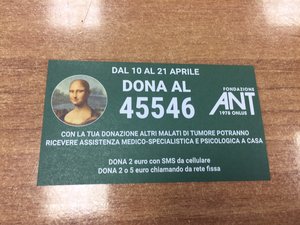 DAL 10 AL 21 APRILE
DONA AL
45546
FONDAZIONE
ANT
1978 ONLUS
CON LA TUA DONAZIONE ALTRI MALATI DI TUMORE POTRANNO
RICEVERE ASSISTENZA MEDICO-SPECIALISTICA E PSICOLOGICA A CASA
DONA 2 euro con SMS da cellulare
DONA 2 o 5 euro chiamando da rete fissa